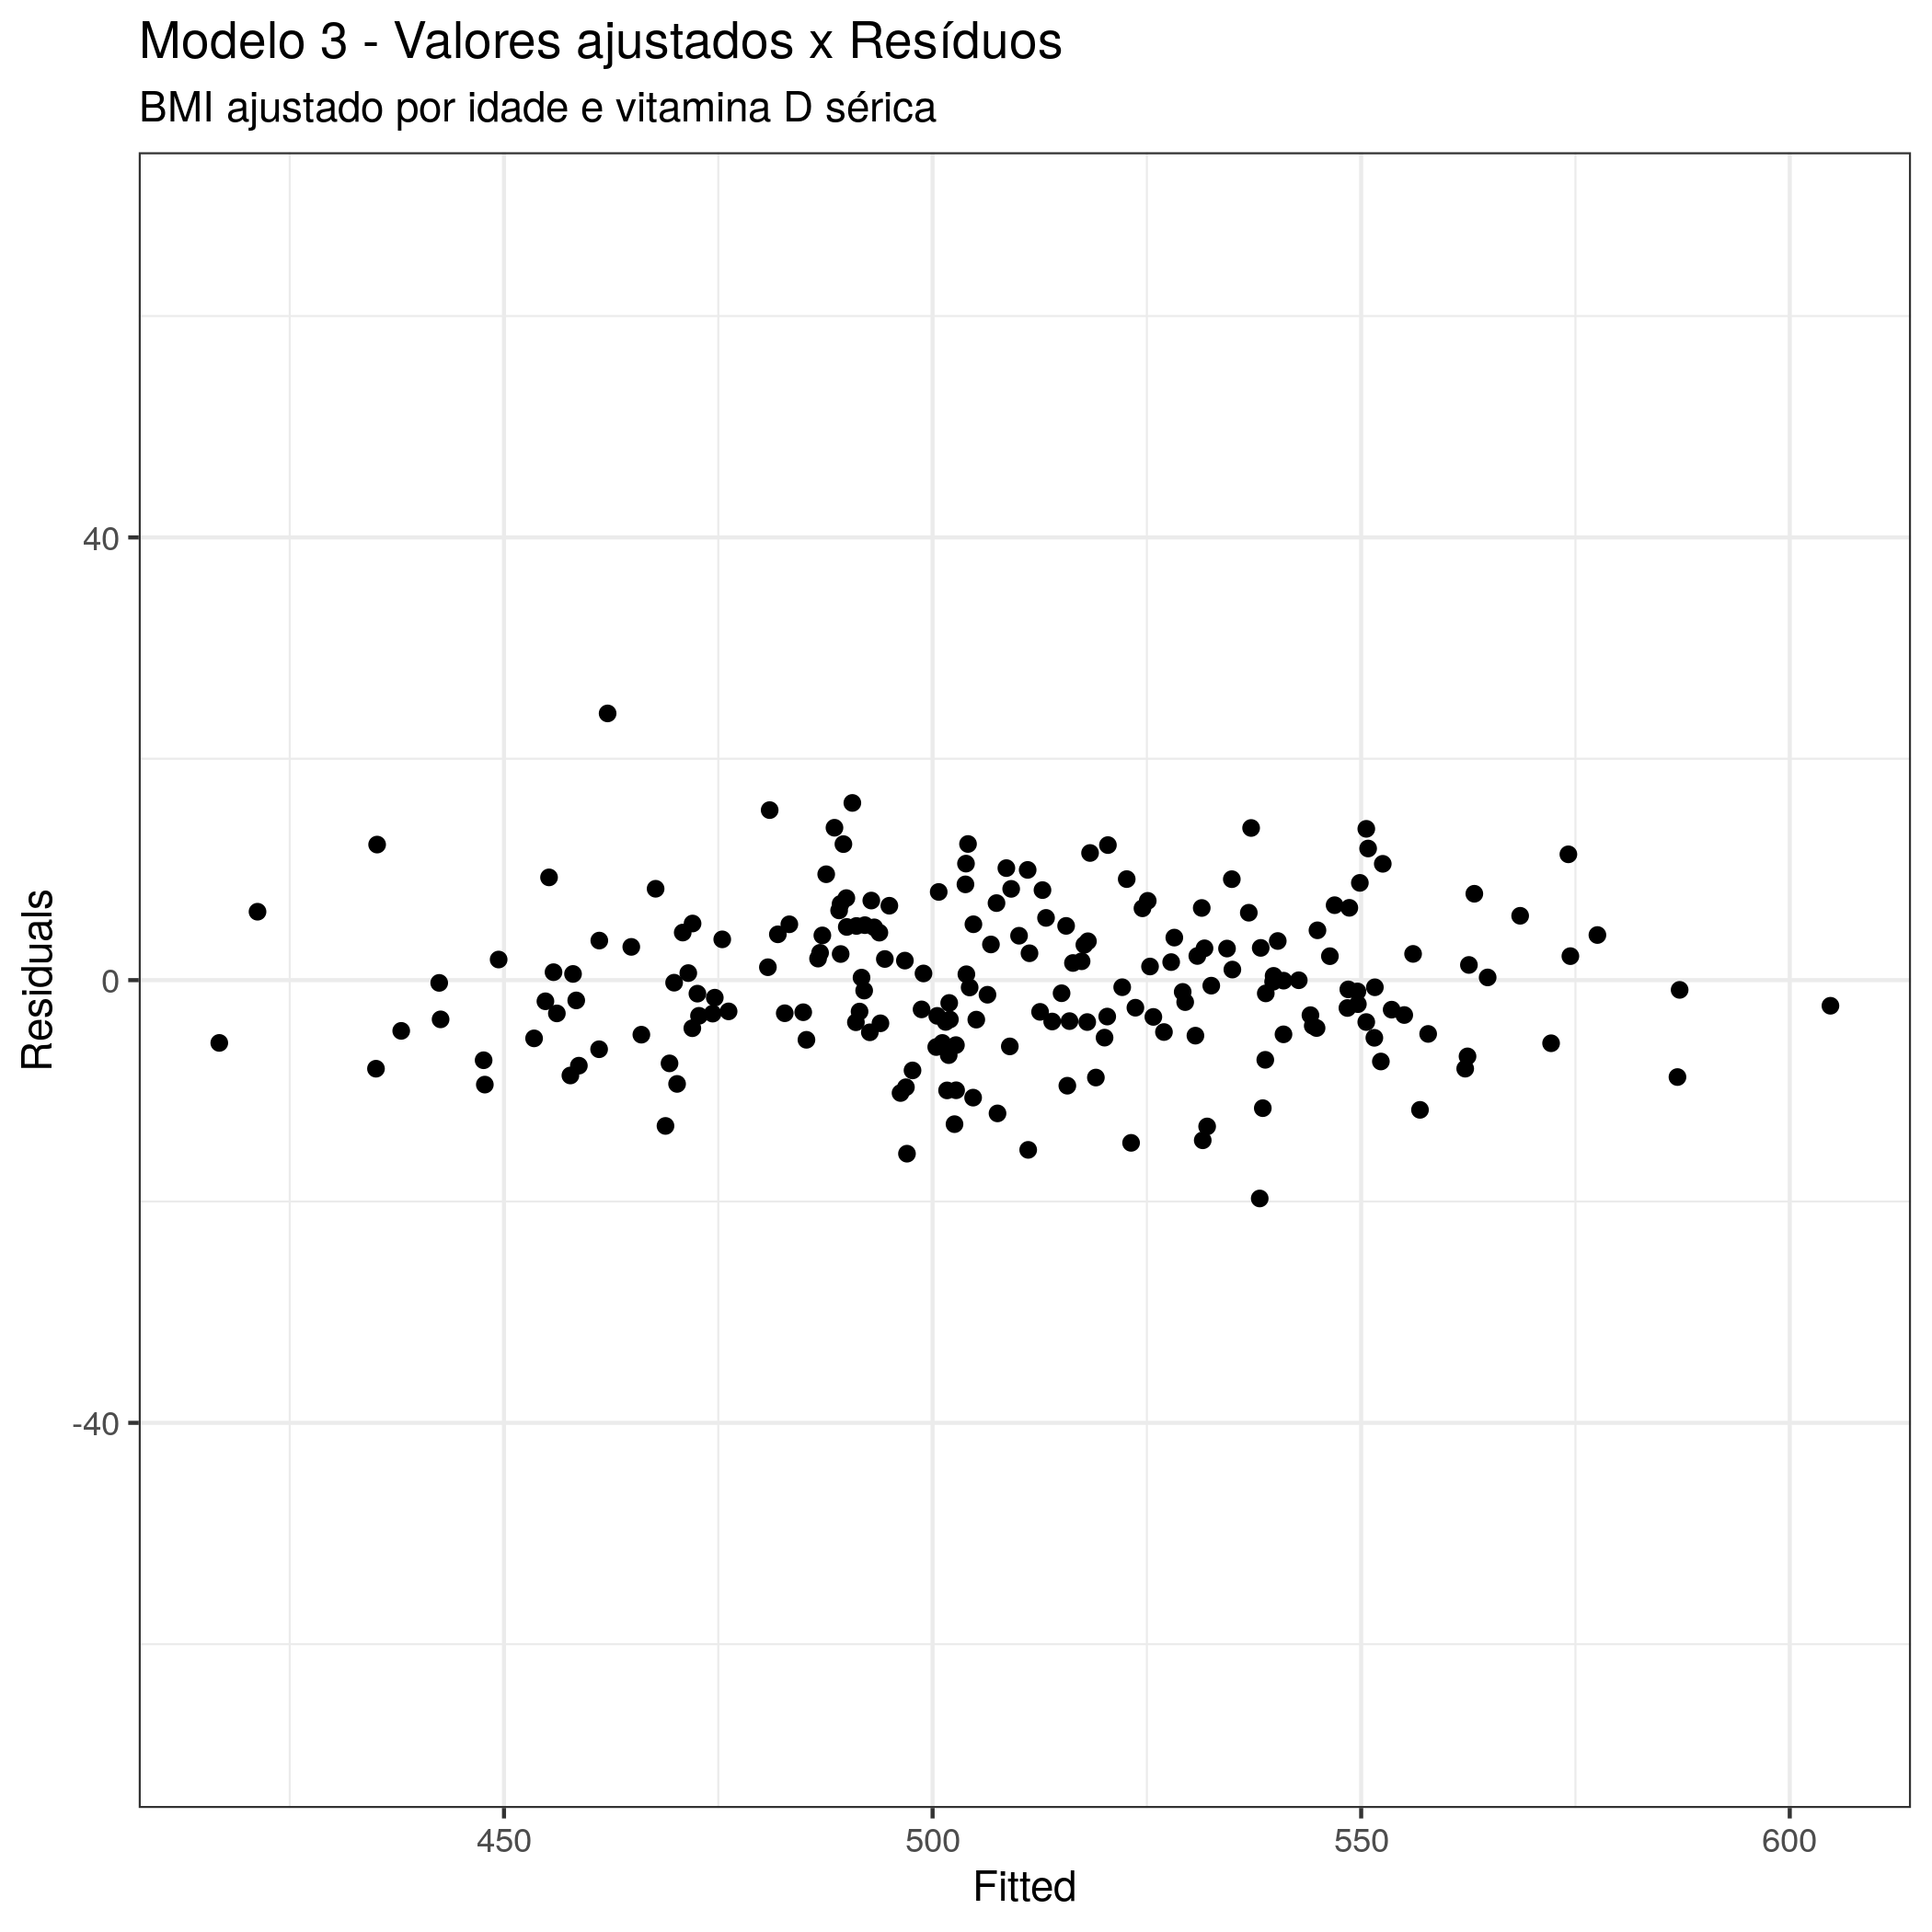 Modelo 3 - Valores ajustados x Resíduos
BMI ajustado por idade e vitamina D sérica
40
0
-40
Residuals
450 500 550 600
Fitted